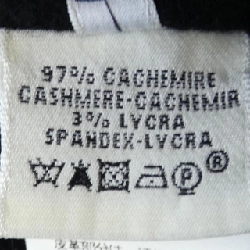 97% CACHEMIRE
CASHMERE-CACHEMIR
3% LYCRA
SPANDEX-LYCRA
P ®